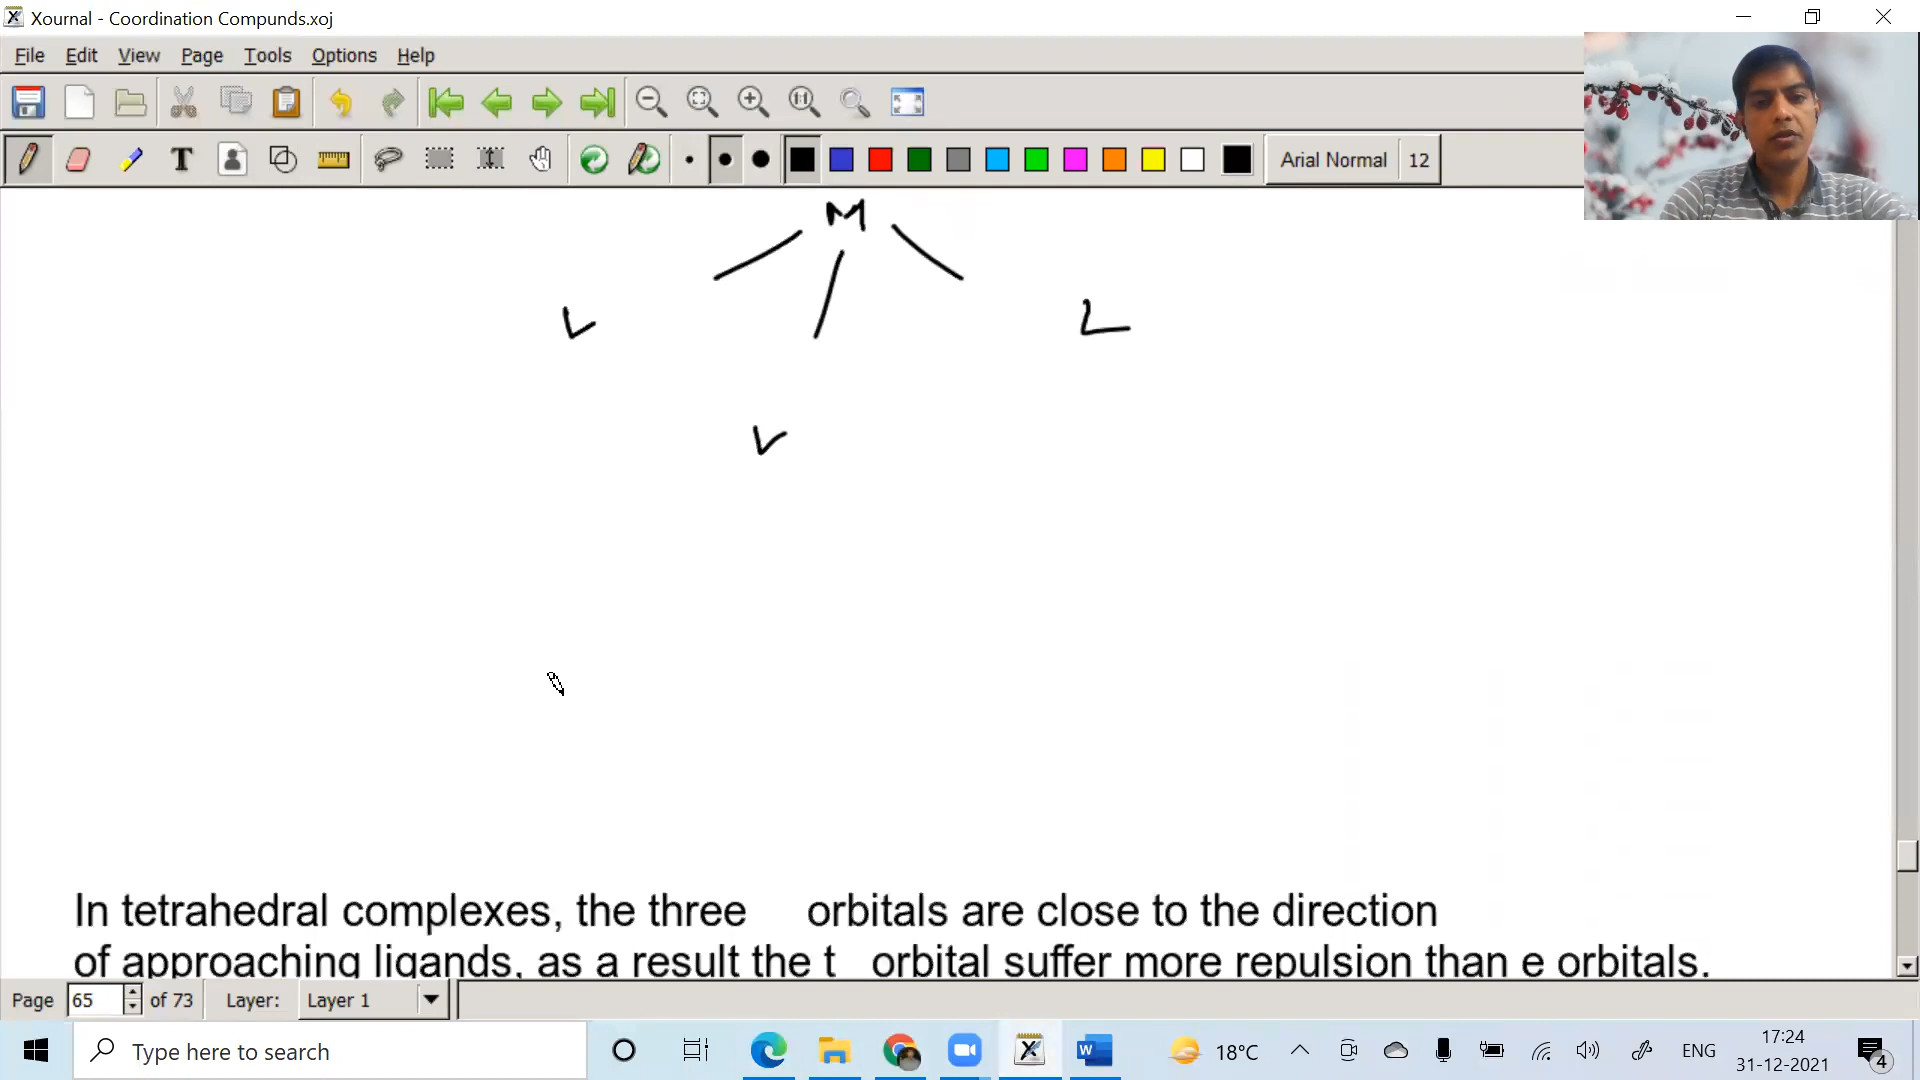 Xournal - Coordination Compunds.xoj
File Edit View Page Tools Options Help
Arial Normal 12
M
L L
L
In tetrahedral complexes, the three orbitals are close to the direction
of approaching ligands, as a result the t orbital suffer more repulsion than e orbitals.
Page 65 of 73 Layer: Layer 1
Type here to search
18°C ENG
17:24
31-12-2021
4